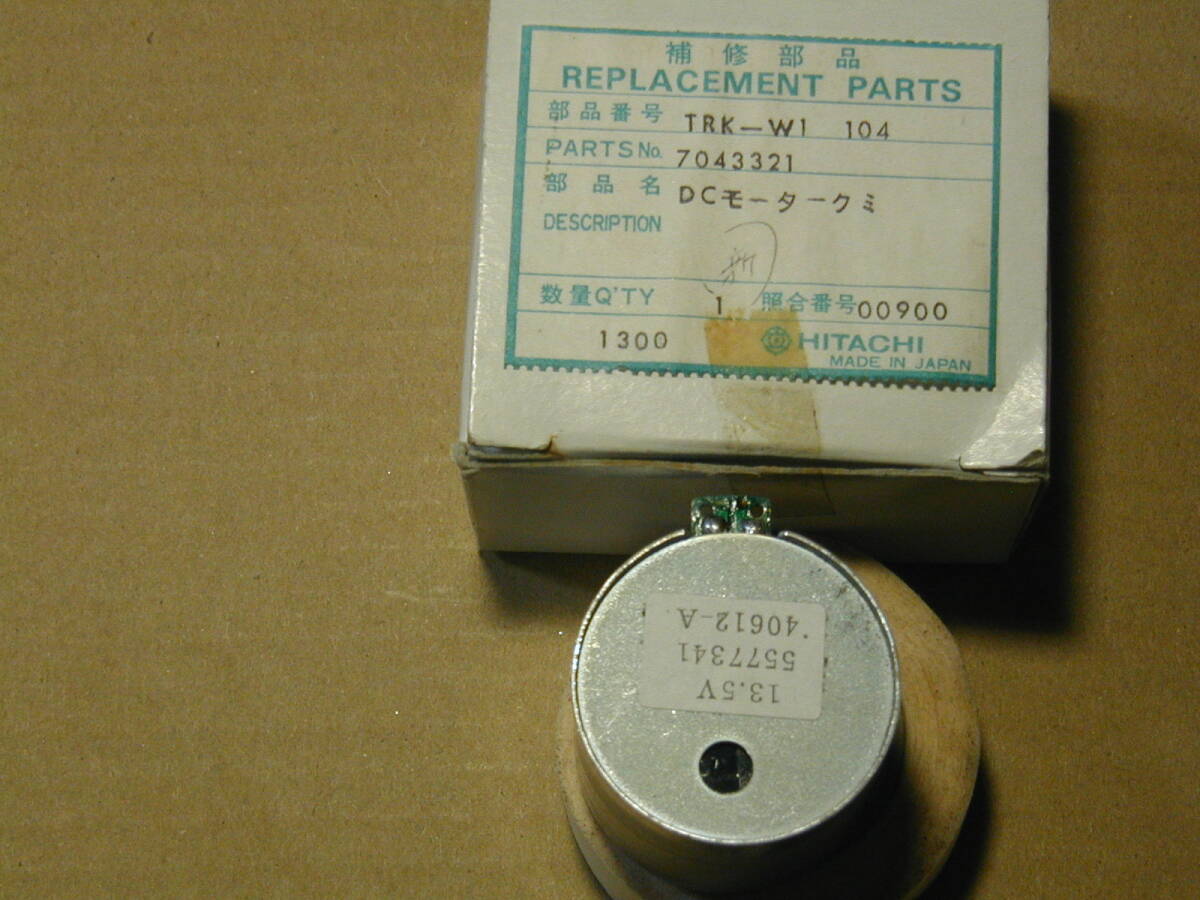 補修部品
REPLACEMENT PARTS
部品番号 TRK-W1 104
PARTS No. 7043321
部品名 DCモータークミ
DESCRIPTION
新
数量Q'TY 1 照合番号 00900
1300 HITACHI
MADE IN JAPAN
13.5V
5577341
40612-A